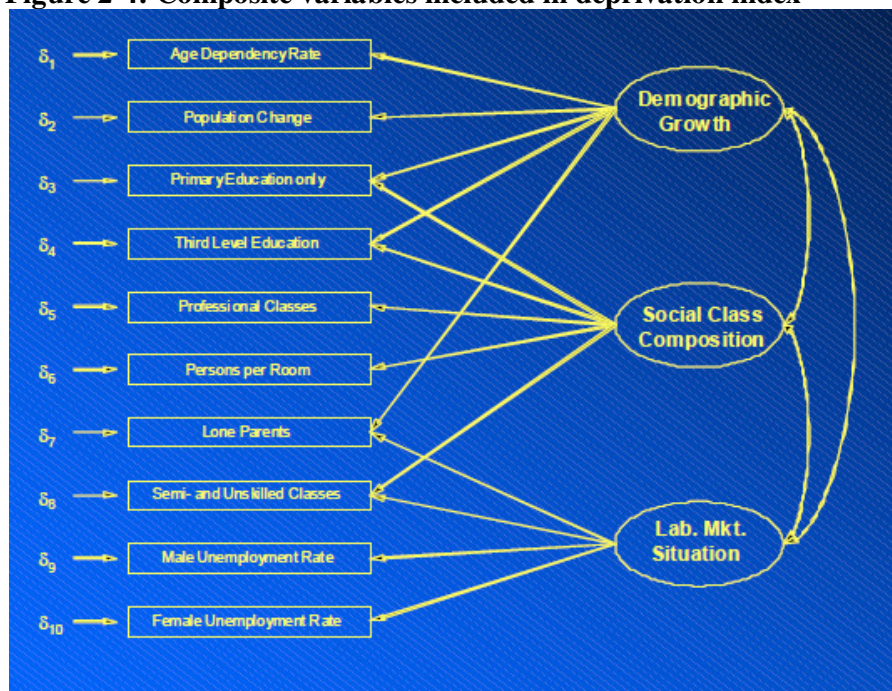 Figure 2-4: Composite variables included in deprivation index
δ1 Age Dependency Rate
δ2 Population Change
δ3 Primary Education only
δ4 Third Level Education
δ5 Professional Classes
δ6 Persons per Room
δ7 Lone Parents
δ8 Semi- and Unskilled Classes
δ9 Male Unemployment Rate
δ10 Female Unemployment Rate
Demographic
Growth
Social Class
Composition
Lab. Mkt.
Situation